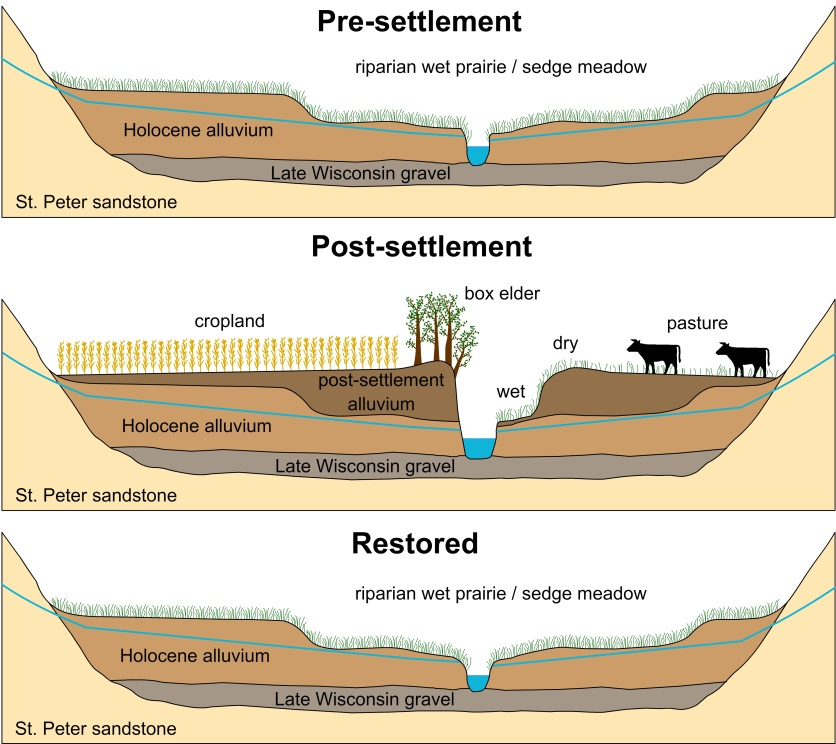 Pre-settlement
riparian wet prairie / sedge meadow
Holocene alluvium
Late Wisconsin gravel
St. Peter sandstone
Post-settlement
box elder
cropland
pasture
dry
post-settlement
alluvium
wet
Holocene alluvium
Late Wisconsin gravel
St. Peter sandstone
Restored
riparian wet prairie / sedge meadow
Holocene alluvium
Late Wisconsin gravel
St. Peter sandstone